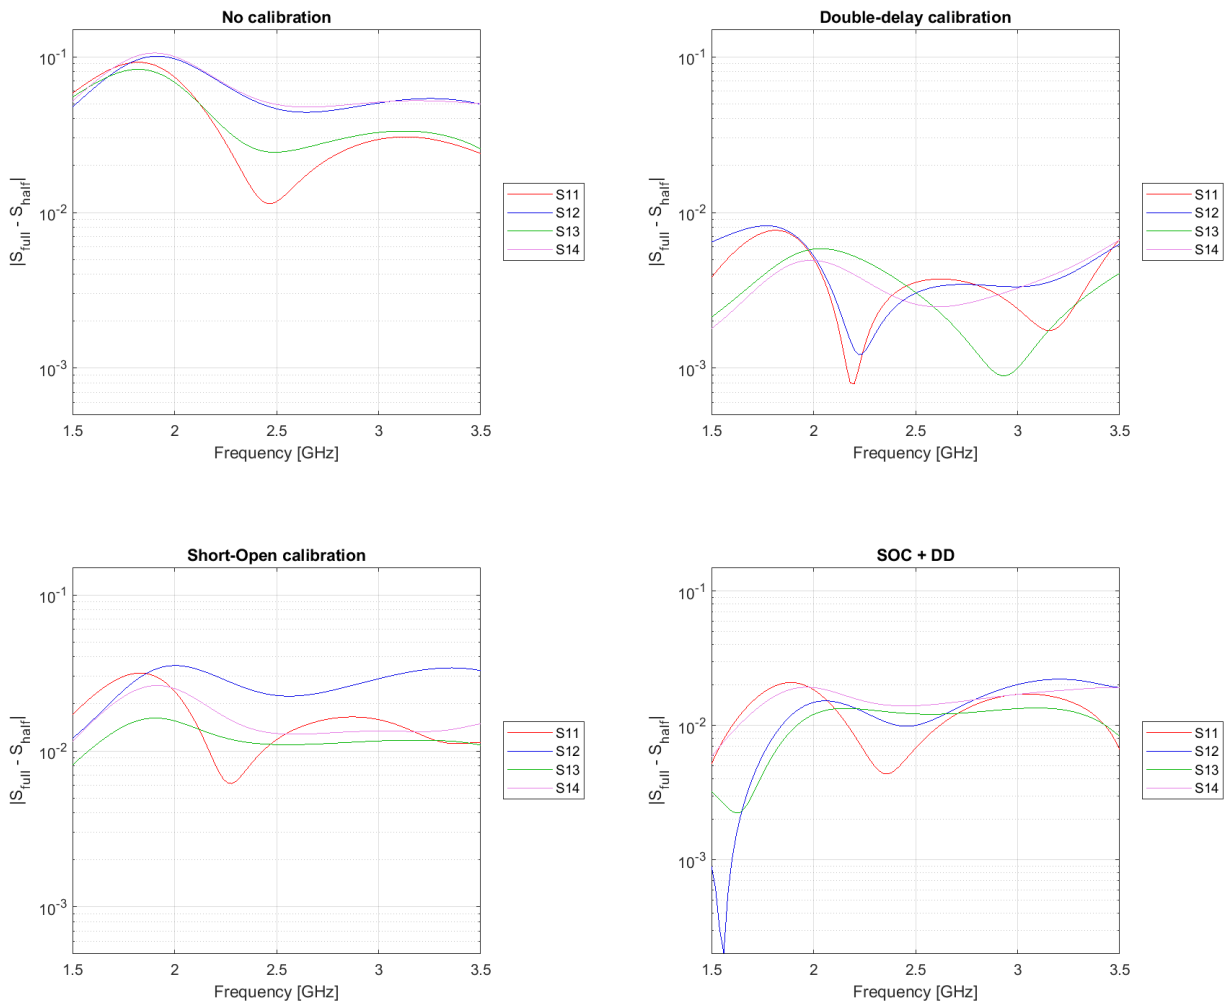 No calibration
10^-1
10^-2
10^-3
|S_full - S_half|
1.5 2 2.5 3 3.5
Frequency [GHz]
S11
S12
S13
S14
Double-delay calibration
10^-1
10^-2
10^-3
|S_full - S_half|
1.5 2 2.5 3 3.5
Frequency [GHz]
S11
S12
S13
S14
Short-Open calibration
10^-1
10^-2
10^-3
|S_full - S_half|
1.5 2 2.5 3 3.5
Frequency [GHz]
S11
S12
S13
S14
SOC + DD
10^-1
10^-2
10^-3
|S_full - S_half|
1.5 2 2.5 3 3.5
Frequency [GHz]
S11
S12
S13
S14